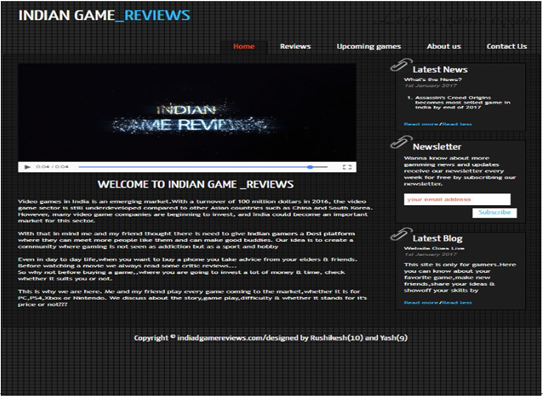 INDIAN GAME_REVIEWS
Home Reviews Upcoming games About us Contact Us
INDIAN
GAME REVIEWS
0:04 / 0:04
WELCOME TO INDIAN GAME _REVIEWS
Video games in India is an emerging market.With a turnover of 100 million dollars in 2016, the video
game sector is still underdeveloped compared to other Asian countries such as China and South Korea.
However, many video game companies are beginning to invest, and India could become an important
market for this sector.
With that in mind me and my friend thought there is need to give indian gamers a Desi platform
where they can meet more people like them and can make good buddies. Our idea is to create a
community where gaming is not seen as addiction but as a sport and hobby
Even in day to day life,when you want to buy a phone you take advice from your elders & friends.
Before watching a movie we always read some critic reviews...
So why not before buying a game,,where you are going to invest a lot of money & time, check
whether it suits you or not.
This is why we are here. Me and my friend play every game coming to the market,whether it is for
PC,PS4,Xbox or Nintendo. We discuss about the story,game play,difficulty & whether it stands for it's
price or not???
Latest News
What's the News?
1st January 2017
1. Assassin's Creed Origins
becomes most selled game in
India by end of 2017
Read more/Read less
Newsletter
Wanna know about more
gamming news and updates
receive our newsletter every
week for free by subscribing our
newsletter.
your email address
Subscribe
Latest Blog
Website Goes Live
1st January 2017
This site is only for gamers.Here
you can know about your
favorite game,make new
friends,share your ideas &
showoff your skills by
Read more/Read less
Copyright © indiadgamereviews.com/designed by Rushikesh(10) and Yash(9)